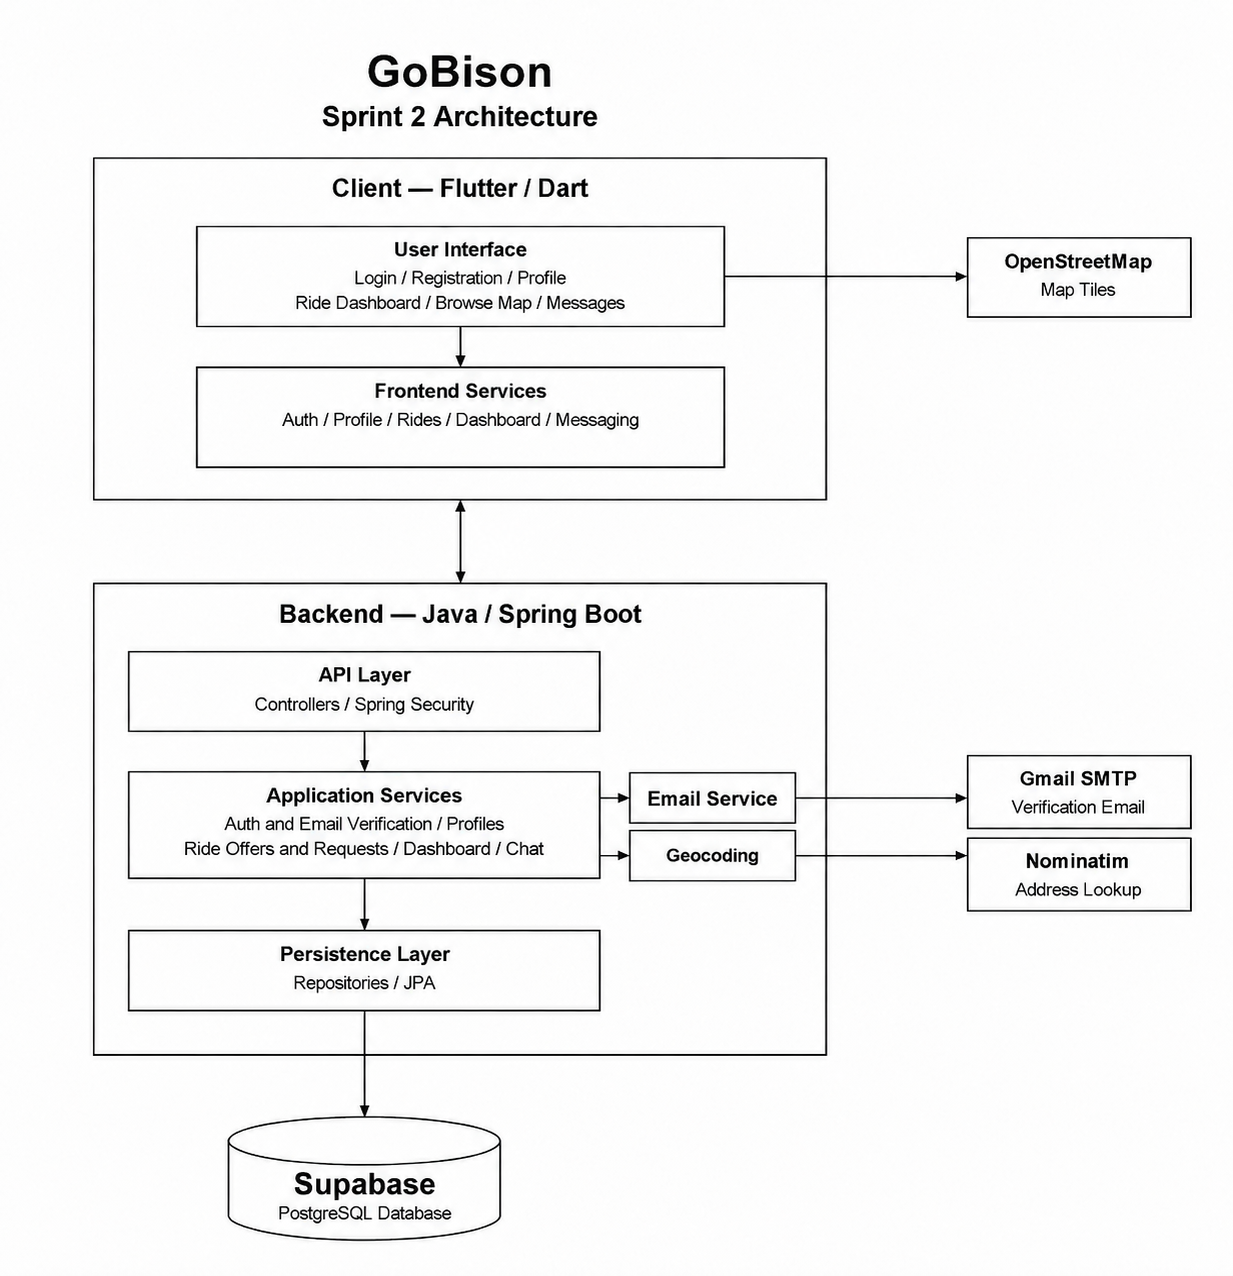 GoBison
Sprint 2 Architecture
Client — Flutter / Dart
User Interface
Login / Registration / Profile
Ride Dashboard / Browse Map / Messages
OpenStreetMap
Map Tiles
Frontend Services
Auth / Profile / Rides / Dashboard / Messaging
Backend — Java / Spring Boot
API Layer
Controllers / Spring Security
Application Services
Auth and Email Verification / Profiles
Ride Offers and Requests / Dashboard / Chat
Email Service
Geocoding
Gmail SMTP
Verification Email
Nominatim
Address Lookup
Persistence Layer
Repositories / JPA
Supabase
PostgreSQL Database